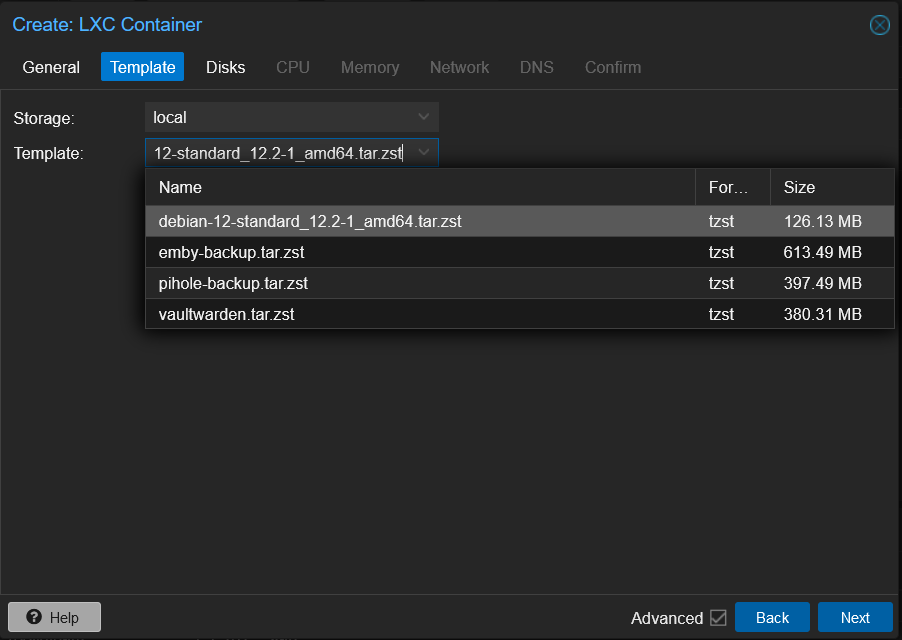 Create: LXC Container
General Template Disks CPU Memory Network DNS Confirm
Storage: local
Template: 12-standard_12.2-1_amd64.tar.zst
Name For... Size
debian-12-standard_12.2-1_amd64.tar.zst tzst 126.13 MB
emby-backup.tar.zst tzst 613.49 MB
pihole-backup.tar.zst tzst 397.49 MB
vaultwarden.tar.zst tzst 380.31 MB
Help Advanced Back Next